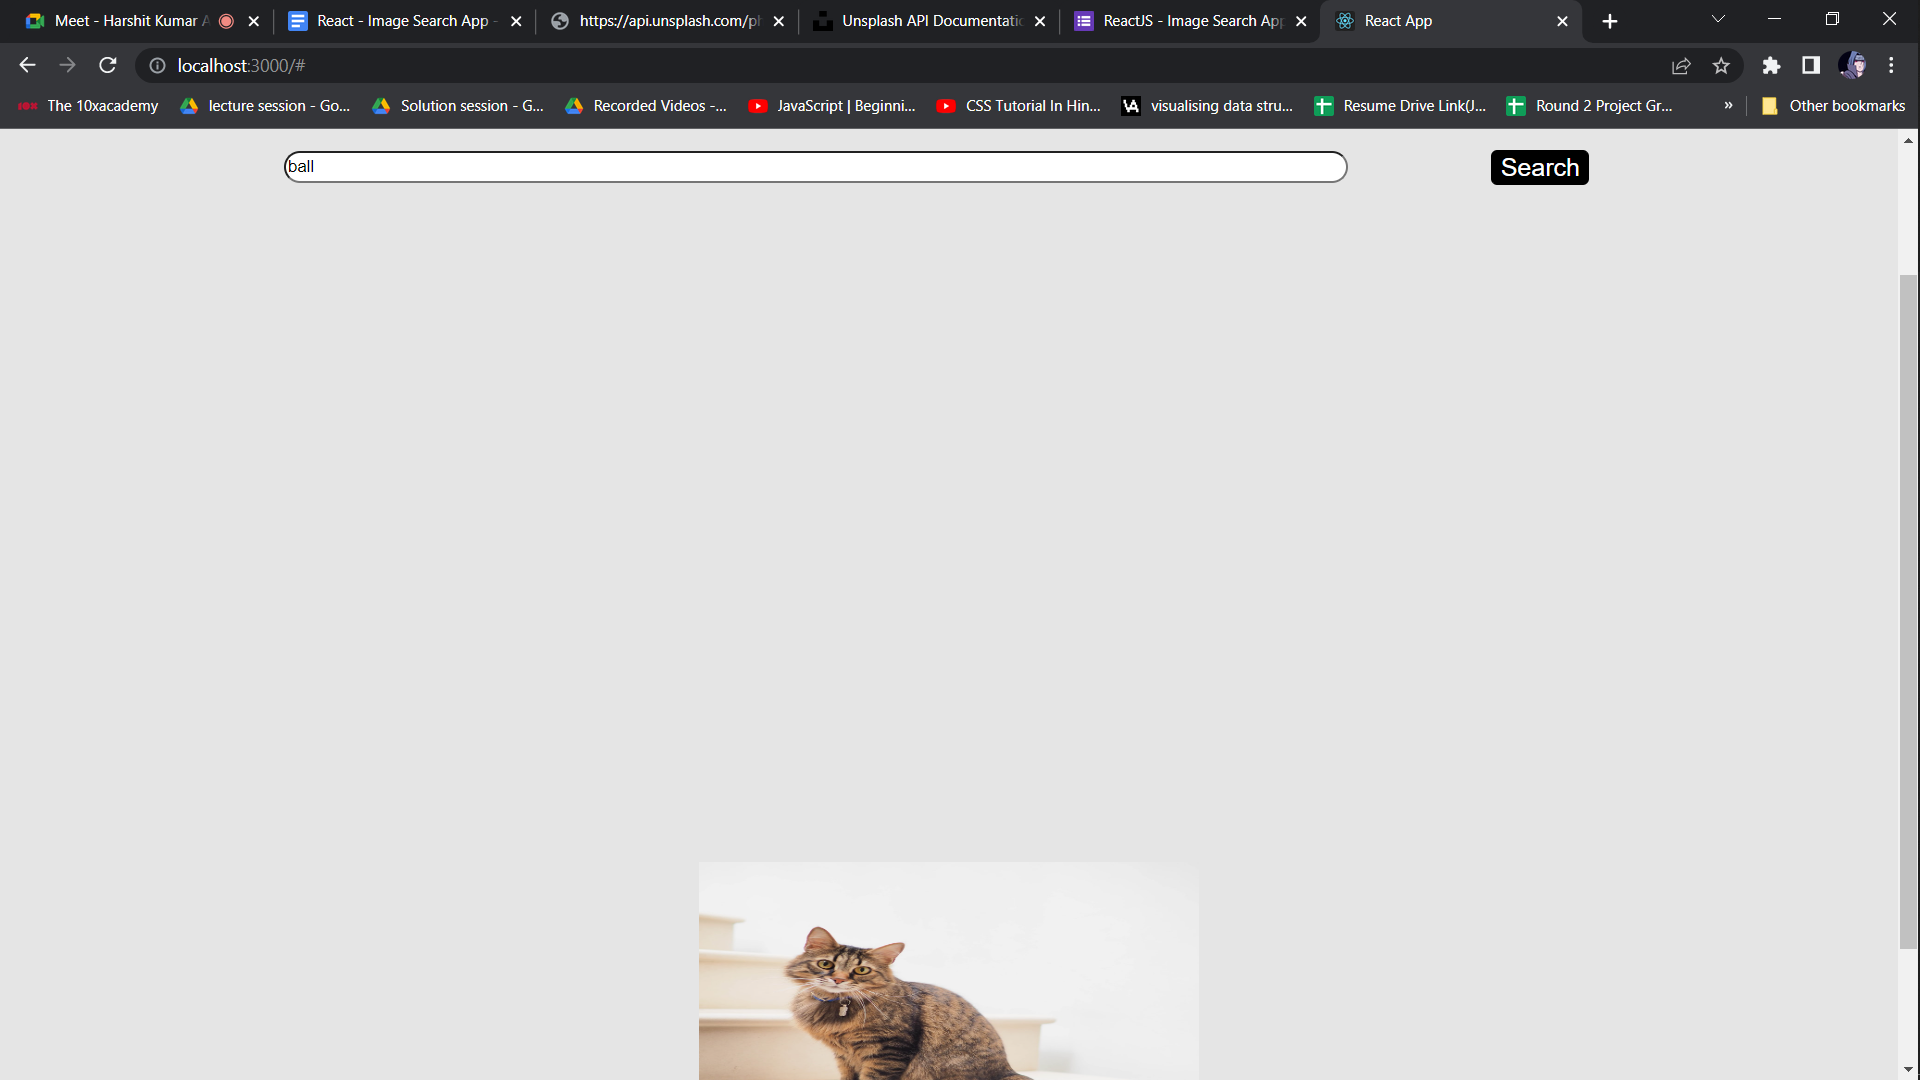 Meet - Harshit Kumar A
React - Image Search App -
https://api.unsplash.com/ph
Unsplash API Documentatio
ReactJS - Image Search App
React App
localhost:3000/#
The 10xacademy
lecture session - Go...
Solution session - G...
Recorded Videos -...
JavaScript | Beginni...
CSS Tutorial In Hin...
visualising data stru...
Resume Drive Link(J...
Round 2 Project Gr...
»
Other bookmarks
ball
Search